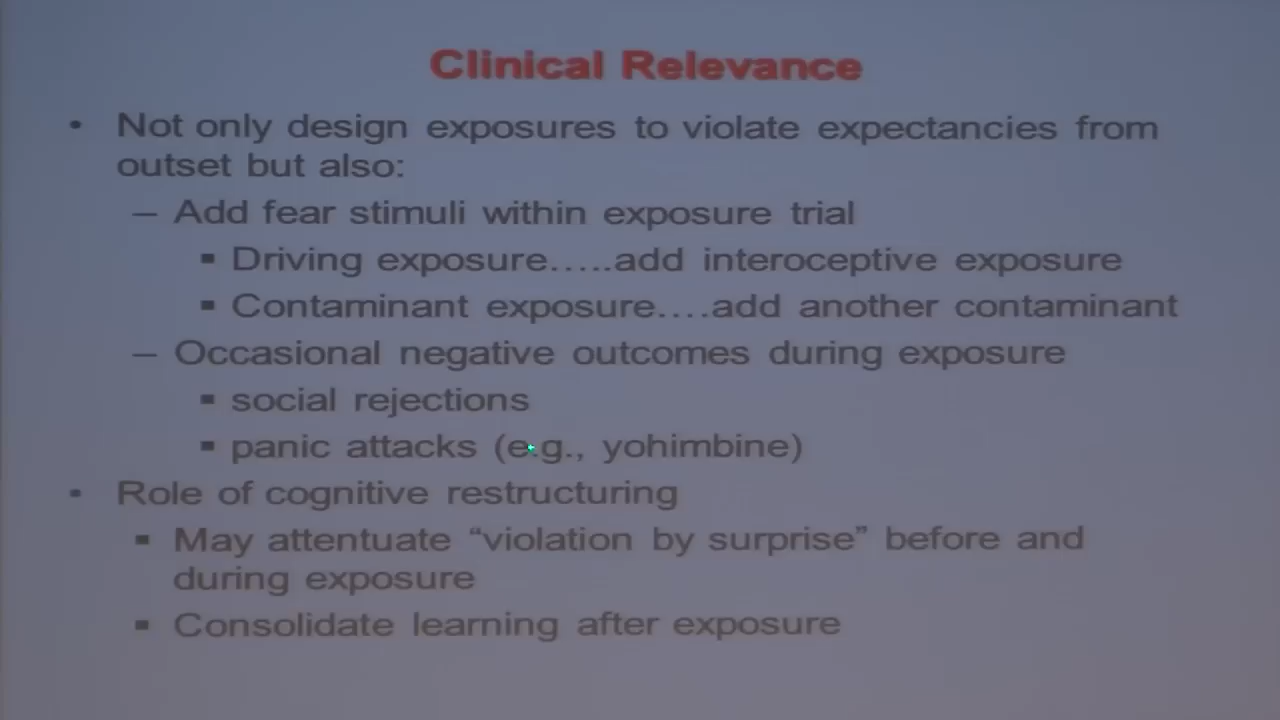 Clinical Relevance
• Not only design exposures to violate expectancies from
outset but also:
– Add fear stimuli within exposure trial
▪ Driving exposure…..add interoceptive exposure
▪ Contaminant exposure….add another contaminant
– Occasional negative outcomes during exposure
▪ social rejections
▪ panic attacks (e.g., yohimbine)
• Role of cognitive restructuring
▪ May attentuate “violation by surprise” before and
during exposure
▪ Consolidate learning after exposure